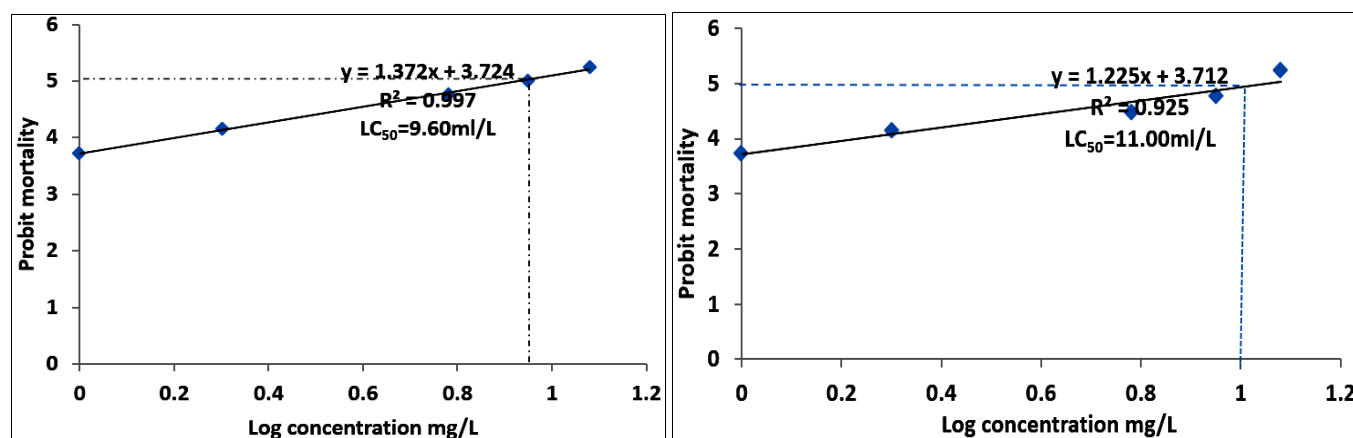 6
5
4
3
2
1
0
Probit mortality
y = 1.372x + 3.724
R² = 0.997
LC₅₀=9.60ml/L
0 0.2 0.4 0.6 0.8 1 1.2
Log concentration mg/L
6
5
4
3
2
1
0
Probit mortality
y = 1.225x + 3.712
R² = 0.925
LC₅₀=11.00ml/L
0 0.2 0.4 0.6 0.8 1 1.2
Log concentration mg/L